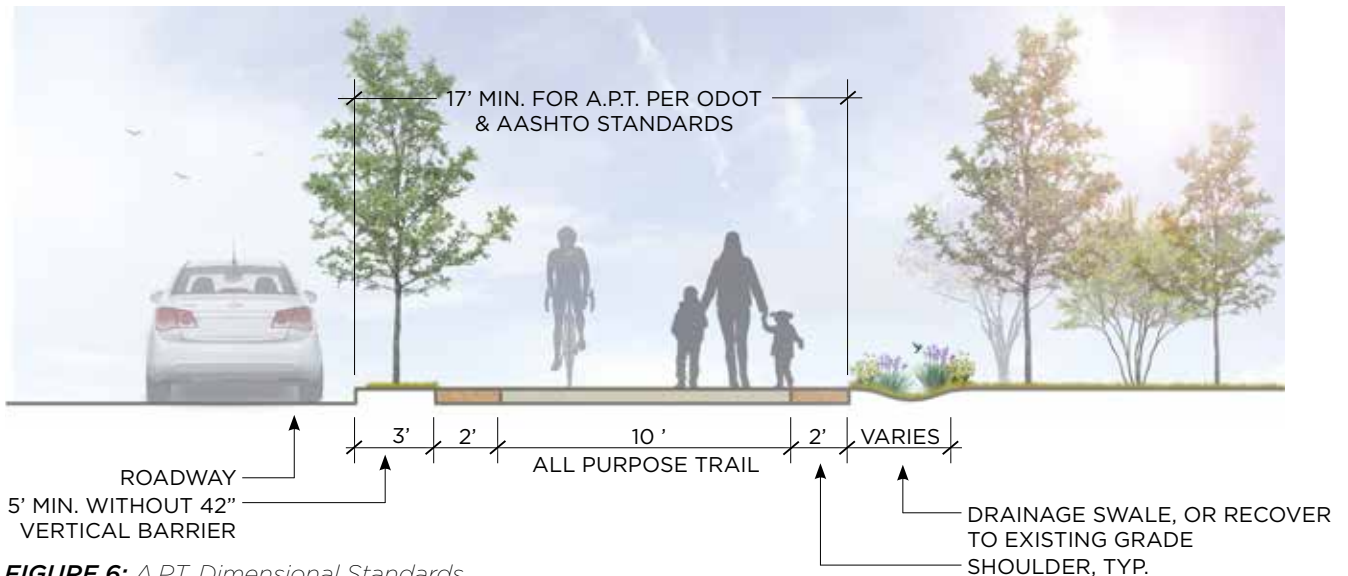 17' MIN. FOR A.P.T. PER ODOT
& AASHTO STANDARDS
3'
2'
10 '
2'
VARIES
ALL PURPOSE TRAIL
ROADWAY
5' MIN. WITHOUT 42”
VERTICAL BARRIER
DRAINAGE SWALE, OR RECOVER
TO EXISTING GRADE
SHOULDER, TYP.
FIGURE 6: A.P.T. Dimensional Standards